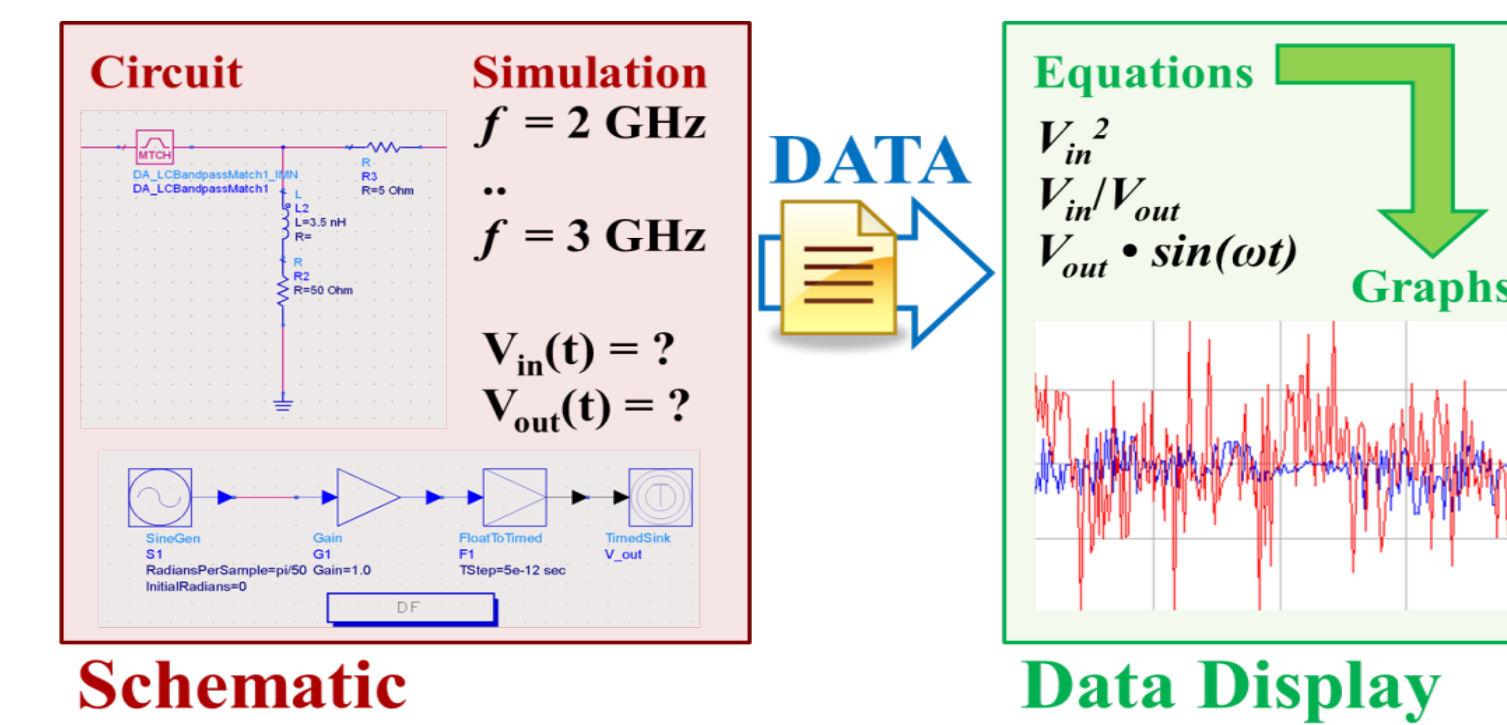 Circuit
MTCH
DA_LCBandpassMatch1_IMN
DA_LCBandpassMatch1
L
L2
L=3.5 nH
R=
R
R2
R=50 Ohm
R
R3
R=5 Ohm
Simulation
f = 2 GHz
..
f = 3 GHz
Vin(t) = ?
Vout(t) = ?
SineGen
S1
RadiansPerSample=pi/50
InitialRadians=0
Gain
G1
Gain=1.0
FloatToTimed
F1
TStep=5e-12 sec
TimedSink
V_out
DF
Schematic
DATA
Equations
Vin²
Vin/Vout
Vout • sin(ωt)
Graphs
Data Display